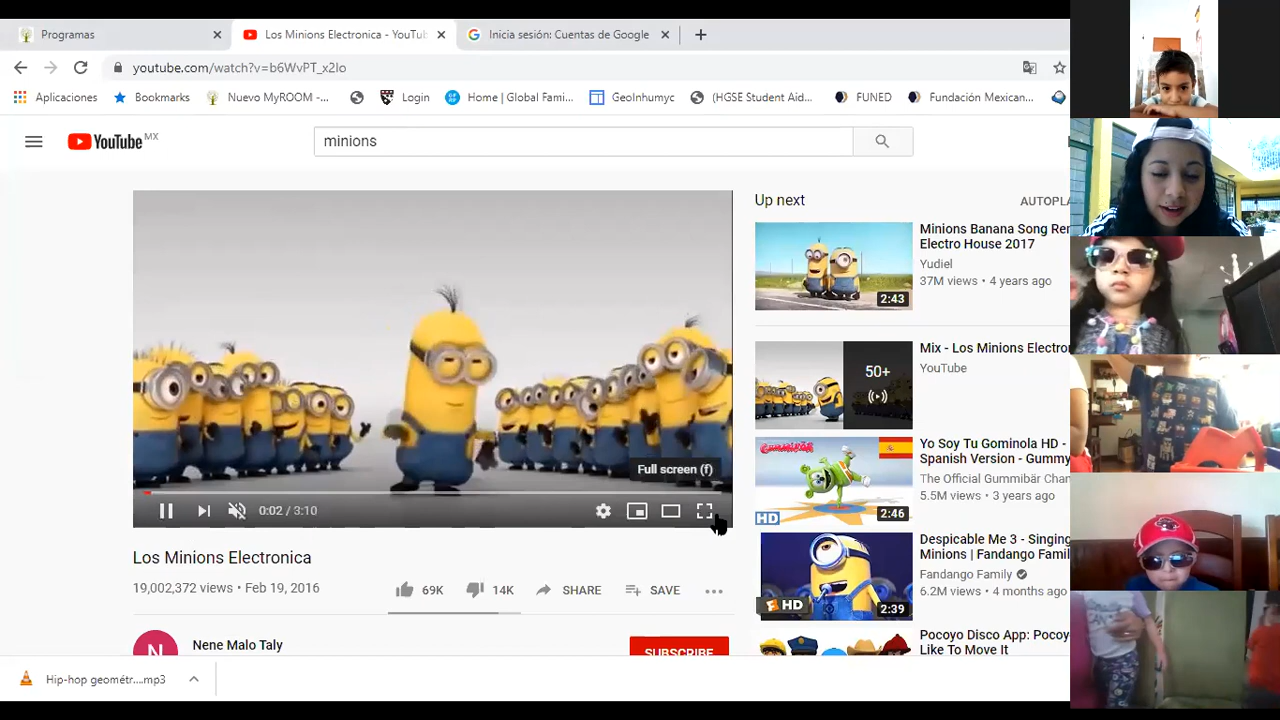 Programas
Los Minions Electronica - YouTub
Inicia sesión: Cuentas de Google
youtube.com/watch?v=b6WvPT_x2lo
Aplicaciones
Bookmarks
Nuevo MyROOM -...
Login
Home | Global Fami...
GeoInhumyc
(HGSE Student Aid...
FUNED
Fundación Mexican...
YouTube MX
minions
Full screen (f)
0:02 / 3:10
Los Minions Electronica
19,002,372 views • Feb 19, 2016
69K
14K
SHARE
SAVE
N
Nene Malo Taly
SUBSCRIBE
Up next
AUTOPLA
2:43
Minions Banana Song Rem
Electro House 2017
Yudiel
37M views • 4 years ago
50+
Mix - Los Minions Electron
YouTube
GUMMIBÄR
HD
2:46
Yo Soy Tu Gominola HD -
Spanish Version - Gummy
The Official Gummibär Chan
5.5M views • 3 years ago
HD
2:39
Despicable Me 3 - Singing
Minions | Fandango Family
Fandango Family
6.2M views • 4 months ago
Pocoyo Disco App: Pocoyo
Like To Move It
Hip-hop geométr....mp3